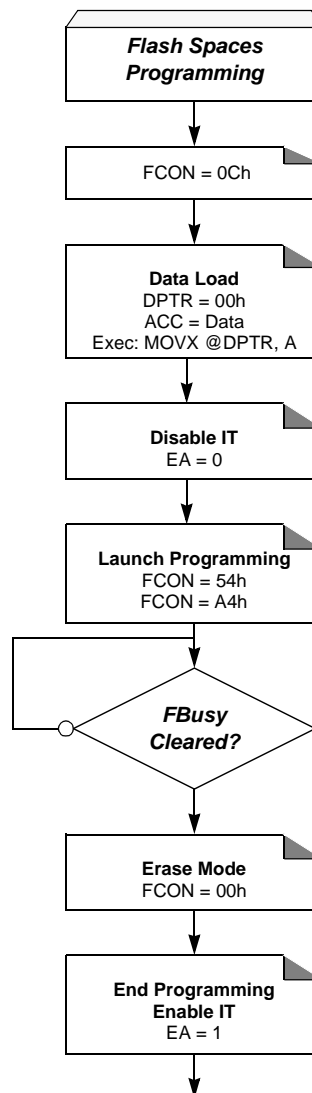 Flash Spaces
Programming
FCON = 0Ch
Data Load
DPTR = 00h
ACC = Data
Exec: MOVX @DPTR, A
Disable IT
EA = 0
Launch Programming
FCON = 54h
FCON = A4h
FBusy
Cleared?
Erase Mode
FCON = 00h
End Programming
Enable IT
EA = 1